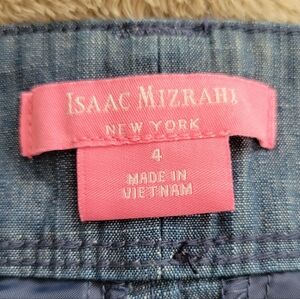 ISAAC MIZRAHI
NEW YORK
4
MADE IN
VIETNAM